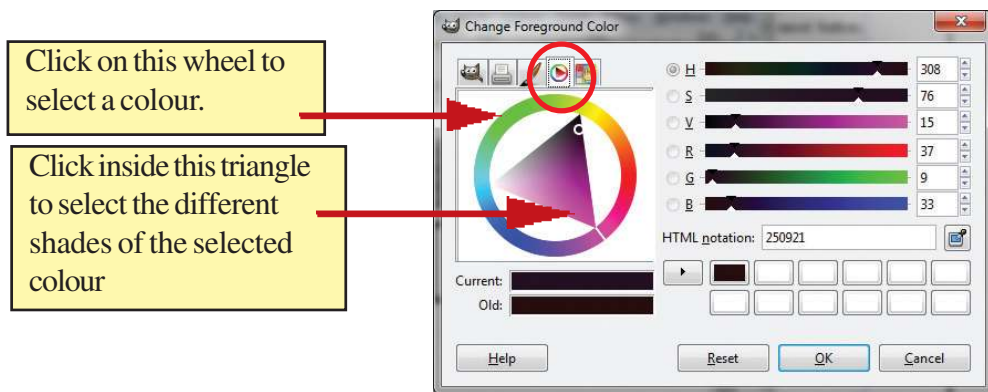 Change Foreground Color
Click on this wheel to
select a colour.
Click inside this triangle
to select the different
shades of the selected
colour
H 308
S 76
V 15
R 37
G 9
B 33
HTML notation: 250921
Current:
Old:
Help
Reset
OK
Cancel